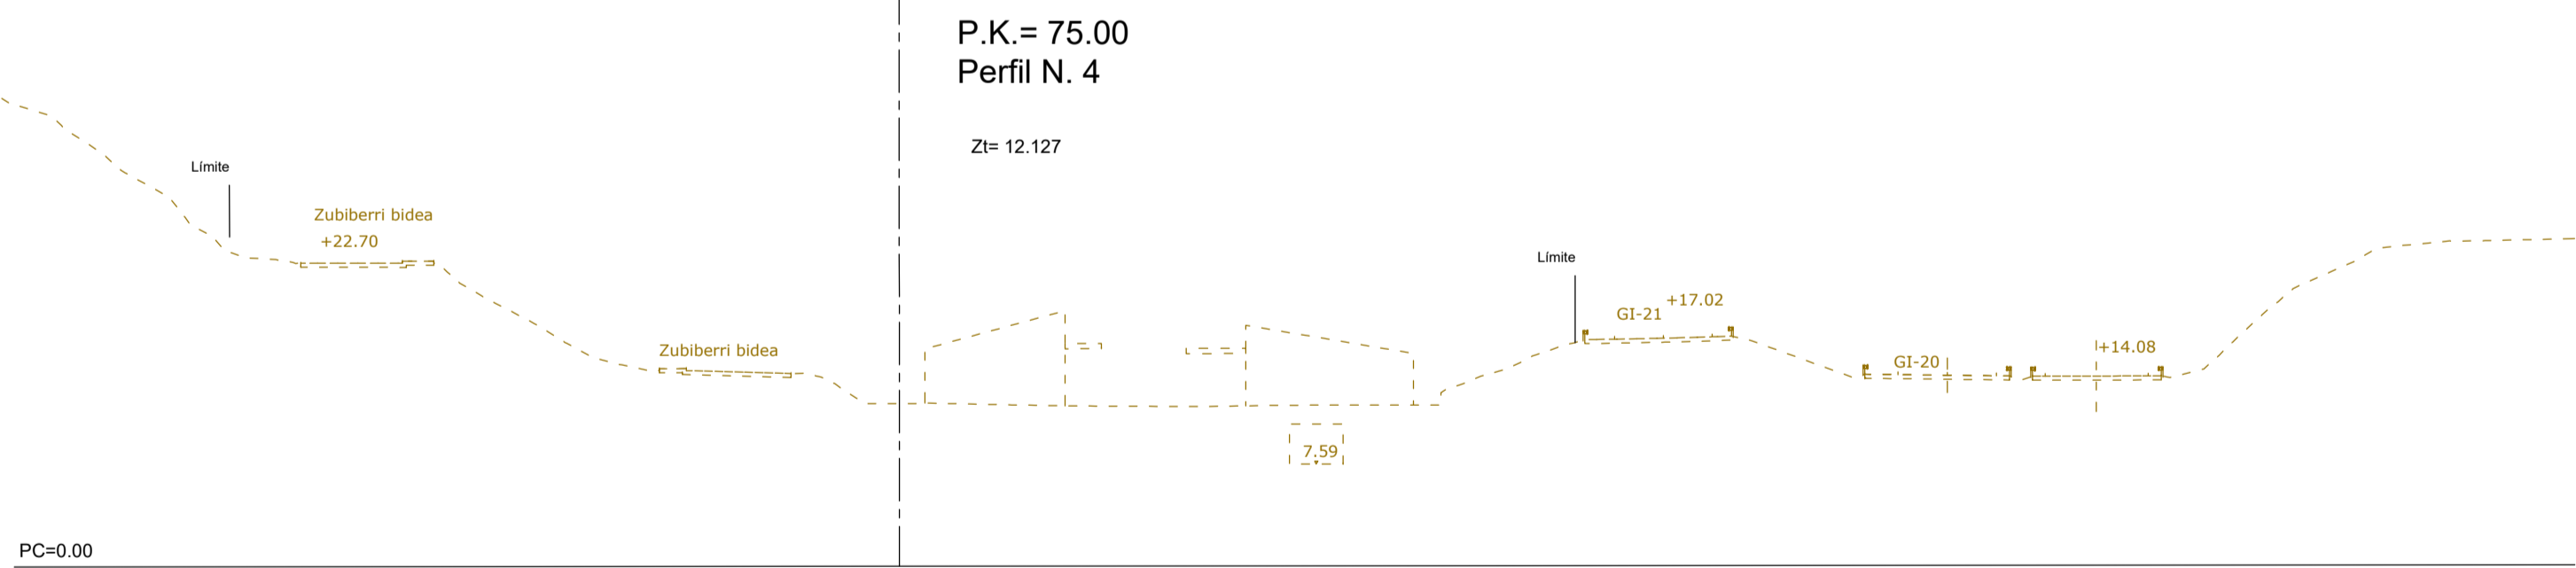 P.K.= 75.00
Perfil N. 4
Zt= 12.127
Límite
Zubiberri bidea
+22.70
Límite
+17.02
GI-21
Zubiberri bidea
+14.08
GI-20
7.59
PC=0.00